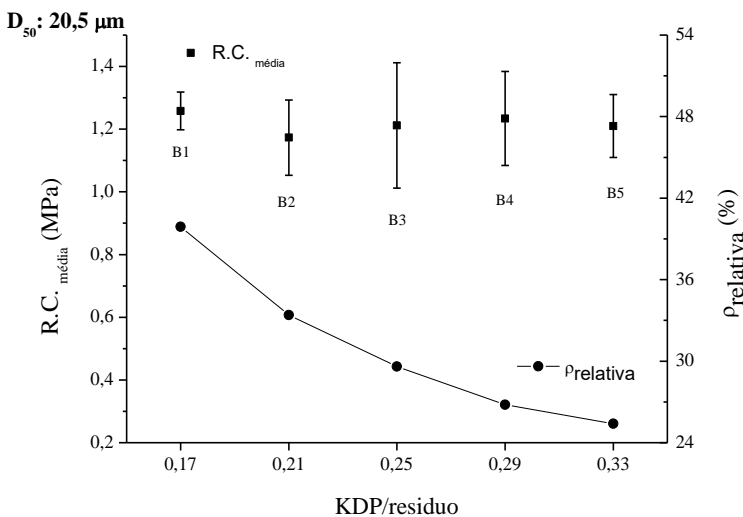 D50: 20,5 μm
R.C. média
1,4
1,2
1,0
0,8
0,6
0,4
0,2
R.C. média (MPa)
B1
B2
B3
B4
B5
ρrelativa
54
48
42
36
30
24
ρrelativa (%)
0,17 0,21 0,25 0,29 0,33
KDP/residuo